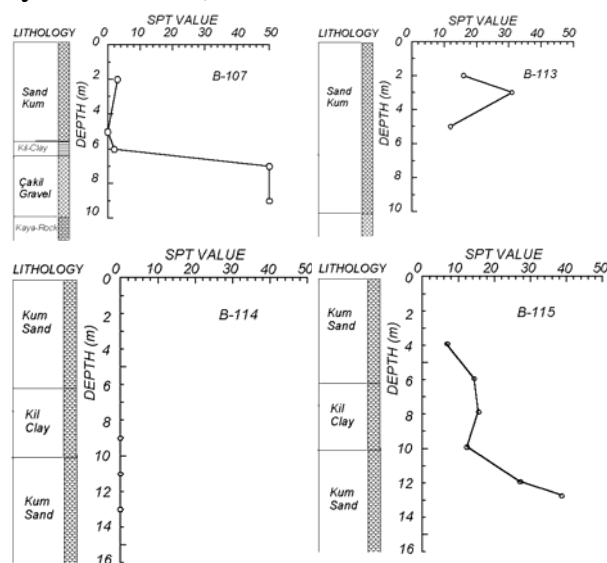 SPT VALUE
LITHOLOGY 0 10 20 30 40 50
0
2
4
6
8
10
DEPTH (m)
B-107
Sand
Kum
Kil-Clay
Çakil
Gravel
Kaya-Rock
SPT VALUE
LITHOLOGY 0 10 20 30 40 50
0
2
4
6
8
10
DEPTH (m)
B-113
Sand
Kum
SPT VALUE
LITHOLOGY 0 10 20 30 40 50
0
2
4
6
8
10
12
14
16
DEPTH (m)
B-114
Kum
Sand
Kil
Clay
Kum
Sand
SPT VALUE
LITHOLOGY 0 10 20 30 40 50
0
2
4
6
8
10
12
14
16
DEPTH (m)
B-115
Kum
Sand
Kil
Clay
Kum
Sand